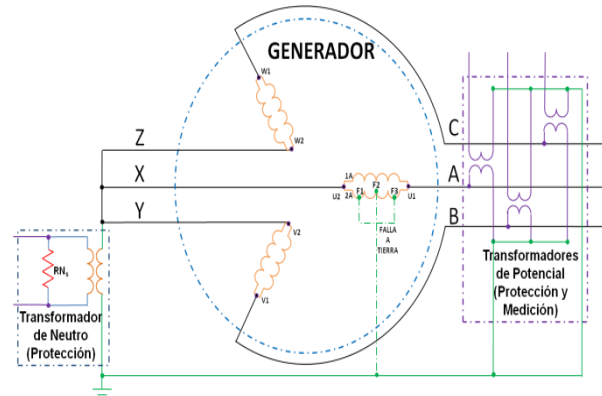 GENERADOR
W1
W2
Z
X
Y
C
A
B
1A
2A
F1
F2
F3
U2
U1
V2
V1
FALLA
A
TIERRA
RNs
Transformador
de Neutro
(Protección)
Transformadores
de Potencial
(Protección y
Medición)